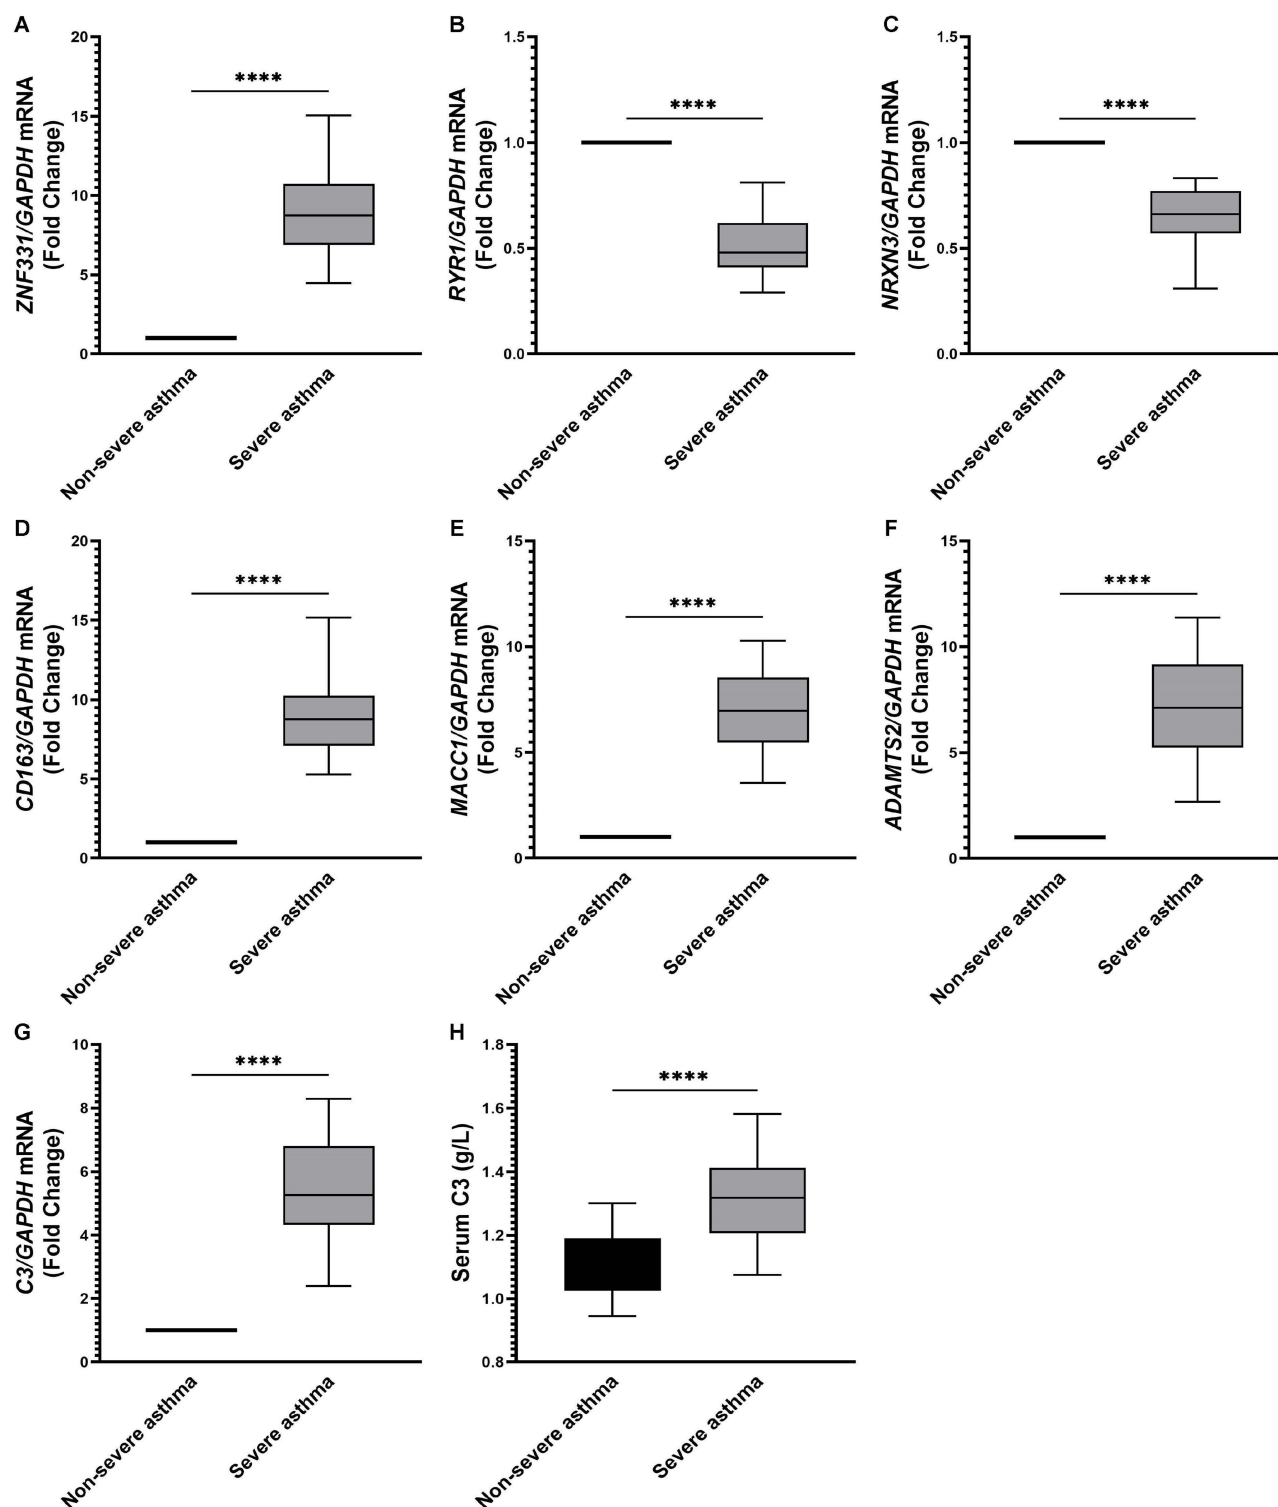 A
ZNF331/GAPDH mRNA
(Fold Change)
20
15
10
5
0
****
Non-severe asthma
Severe asthma
B
RYR1/GAPDH mRNA
(Fold Change)
1.5
1.0
0.5
0.0
****
Non-severe asthma
Severe asthma
C
NRXN3/GAPDH mRNA
(Fold Change)
1.5
1.0
0.5
0.0
****
Non-severe asthma
Severe asthma
D
CD163/GAPDH mRNA
(Fold Change)
20
15
10
5
0
****
Non-severe asthma
Severe asthma
E
MACC1/GAPDH mRNA
(Fold Change)
15
10
5
0
****
Non-severe asthma
Severe asthma
F
ADAMTS2/GAPDH mRNA
(Fold Change)
15
10
5
0
****
Non-severe asthma
Severe asthma
G
C3/GAPDH mRNA
(Fold Change)
10
8
6
4
2
0
****
Non-severe asthma
Severe asthma
H
Serum C3 (g/L)
1.8
1.6
1.4
1.2
1.0
0.8
****
Non-severe asthma
Severe asthma